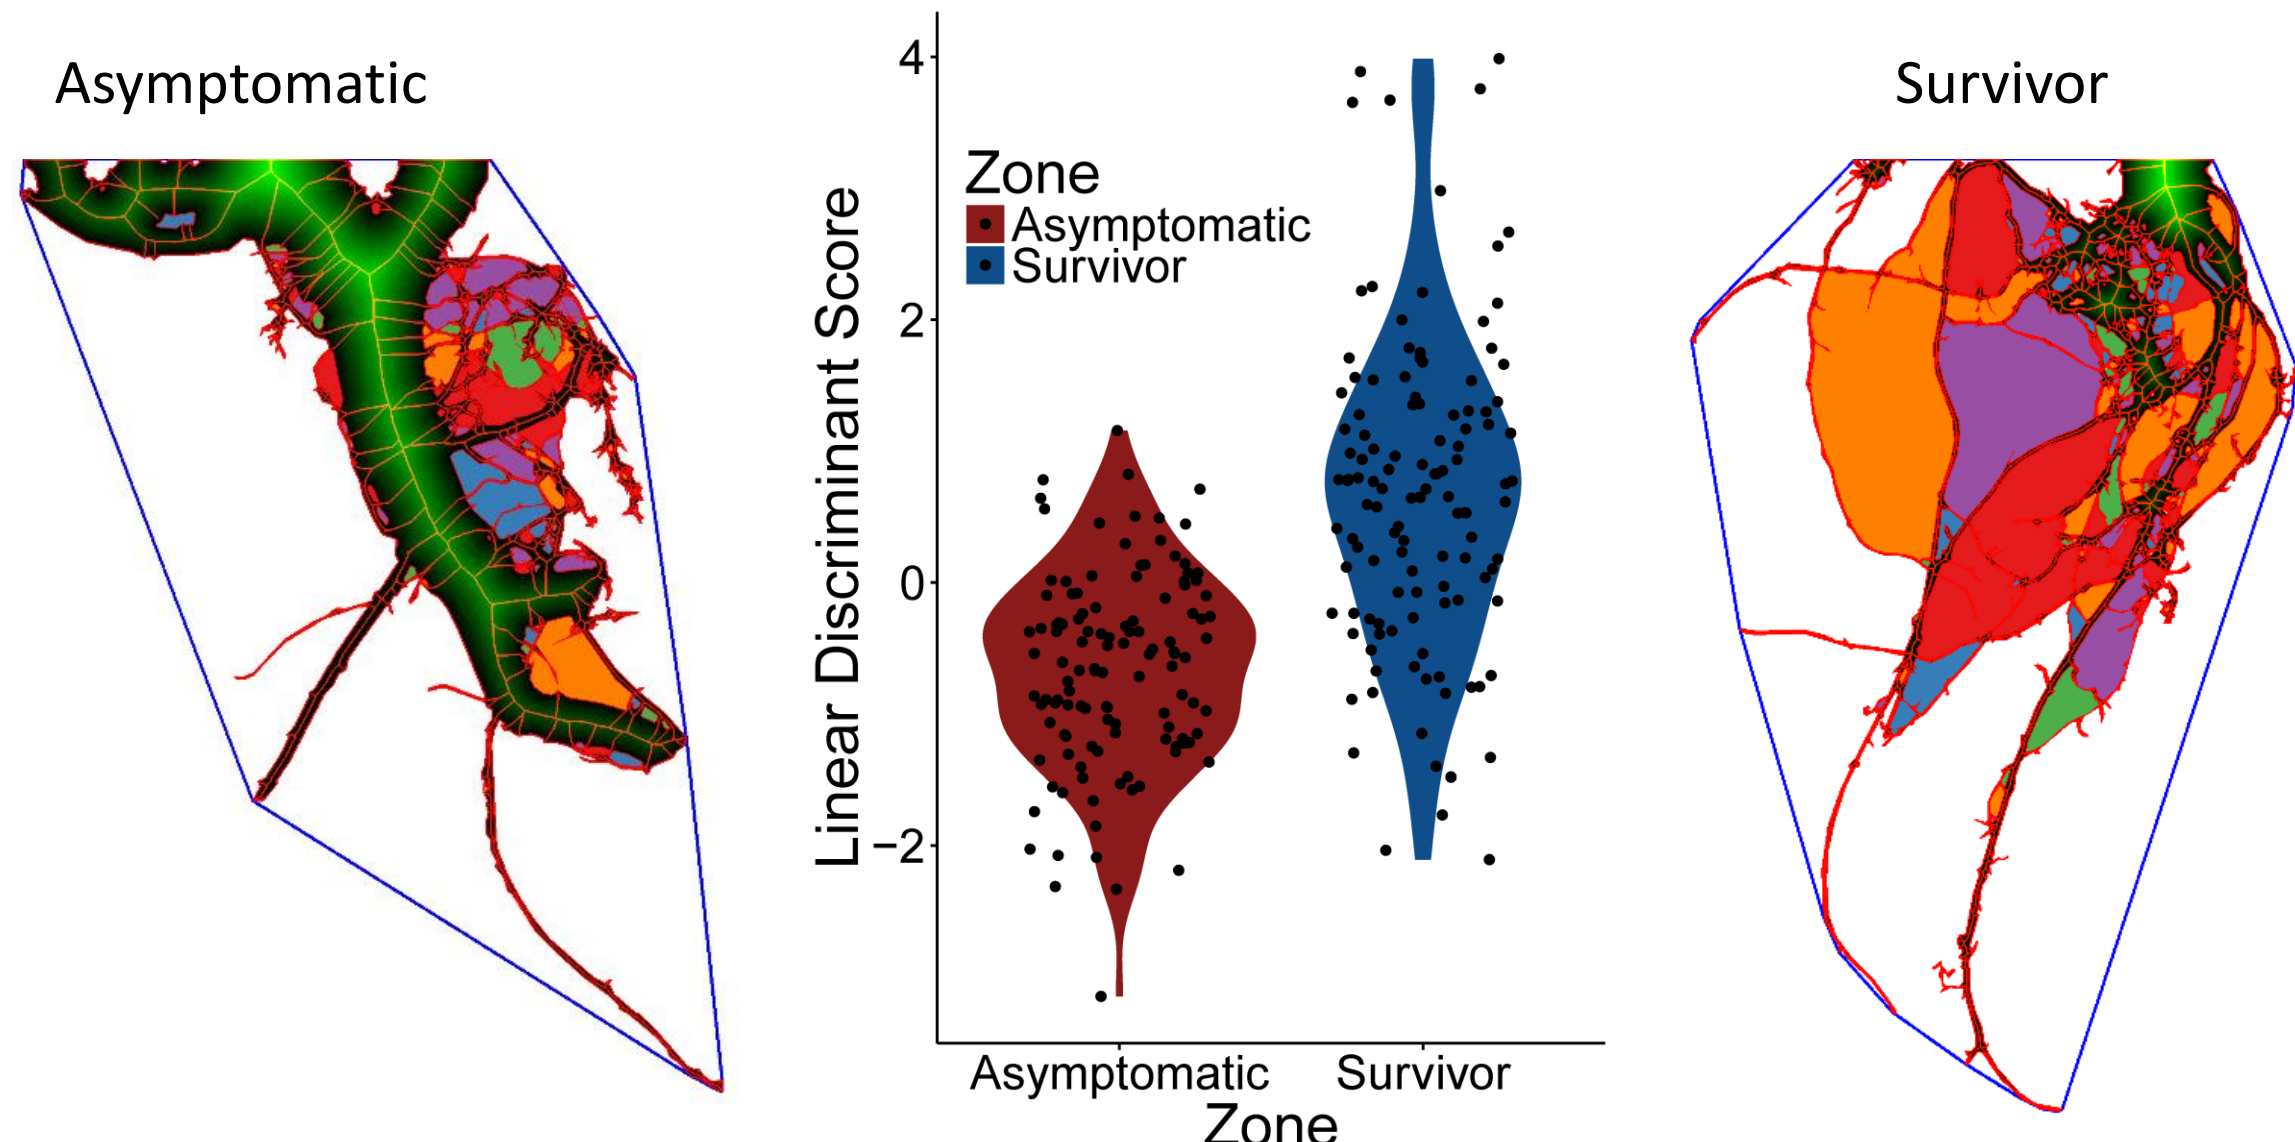 Asymptomatic
Survivor
Linear Discriminant Score
4
2
0
−2
Zone
Asymptomatic
Survivor
Asymptomatic
Survivor
Zone